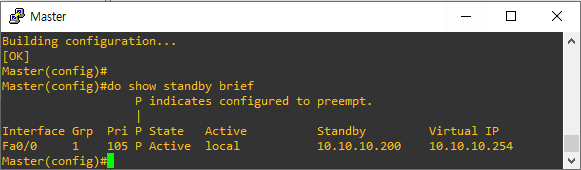 Master
Building configuration...
[OK]
Master(config)#
Master(config)#do show standby brief
                     P indicates configured to preempt.
                     |
Interface   Grp  Pri P State   Active          Standby         Virtual IP
Fa0/0       1    105 P Active  local           10.10.10.200    10.10.10.254
Master(config)#